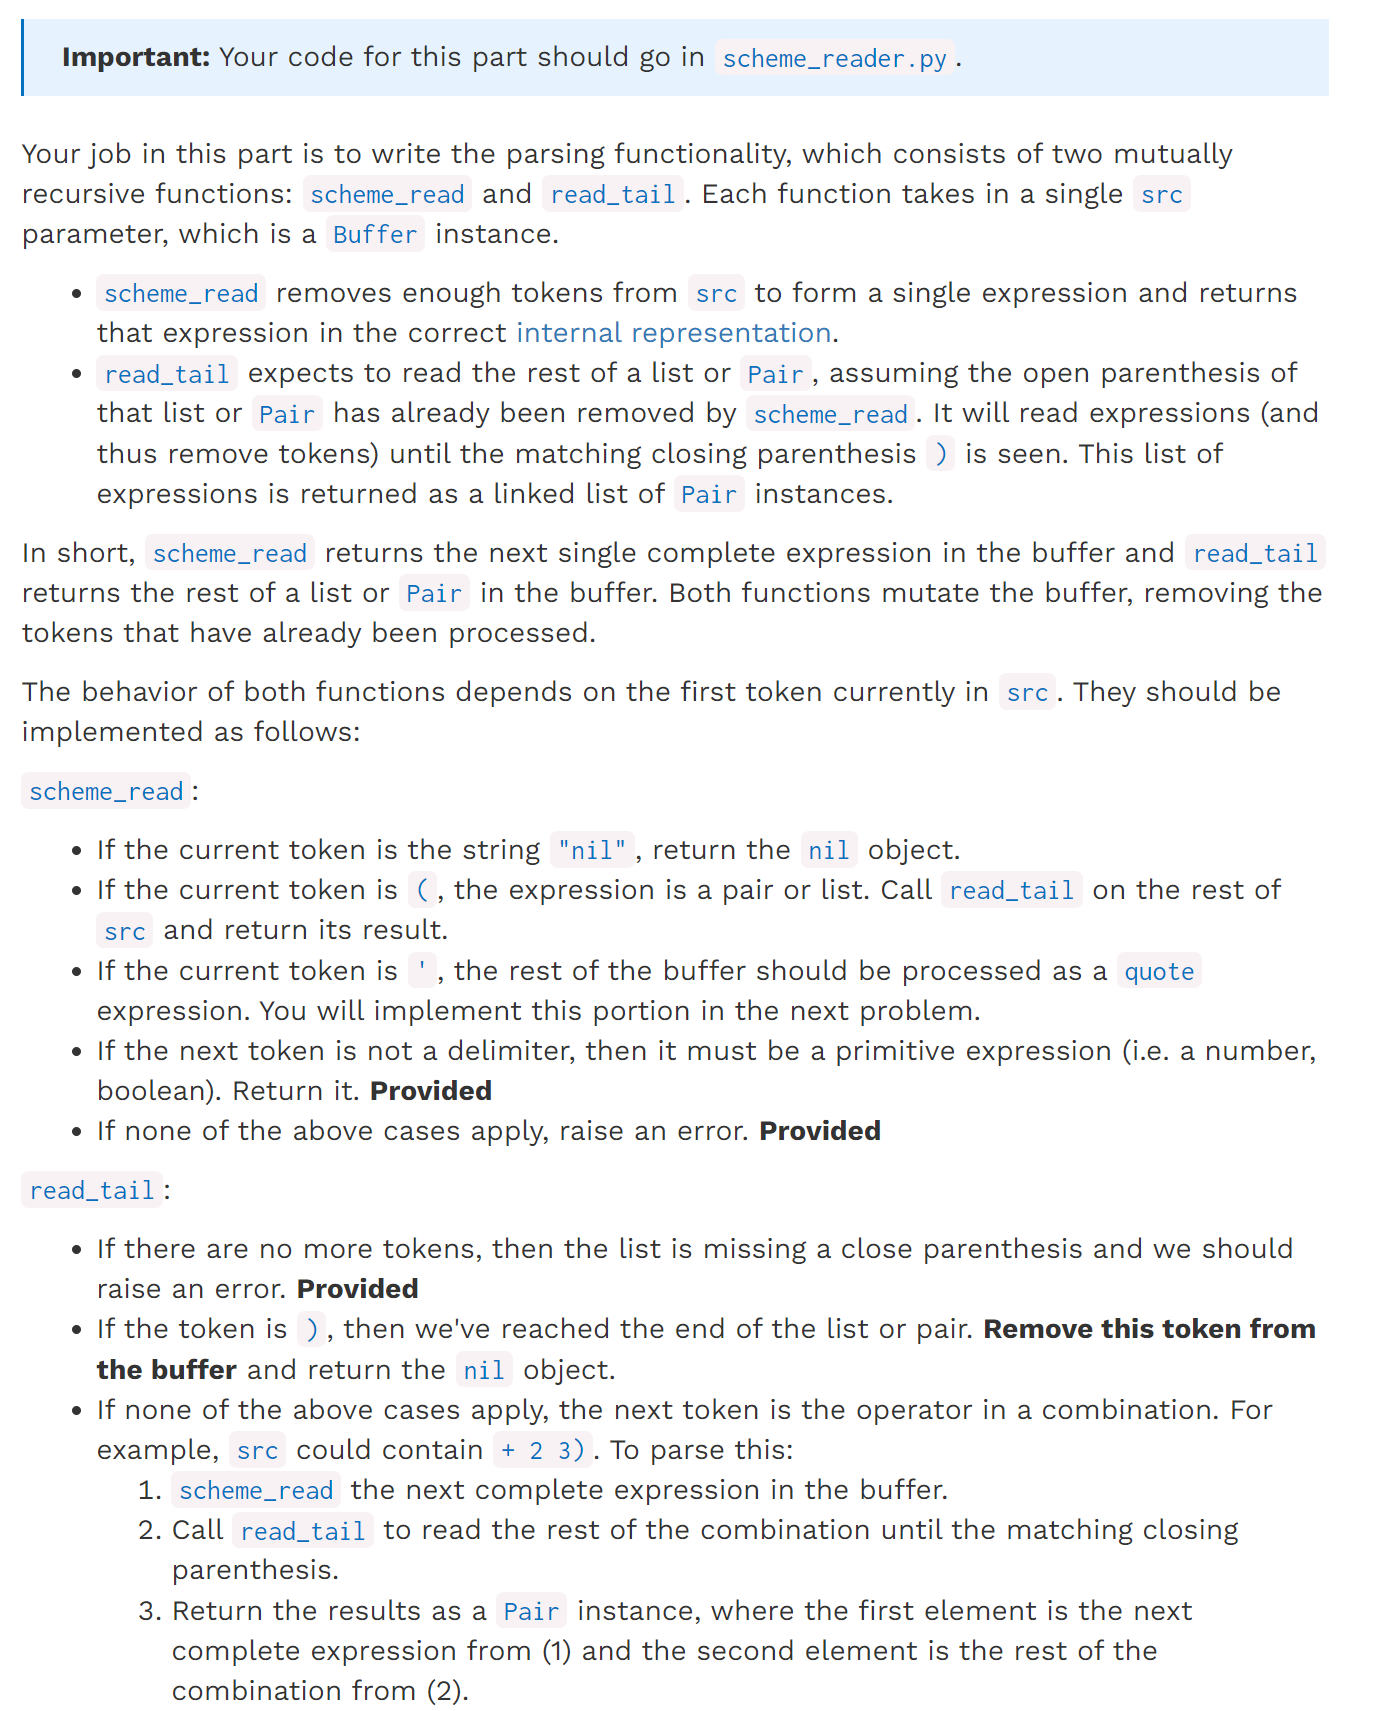 Important: Your code for this part should go in scheme_reader.py.
Your job in this part is to write the parsing functionality, which consists of two mutually
recursive functions: scheme_read and read_tail. Each function takes in a single src
parameter, which is a Buffer instance.
• scheme_read removes enough tokens from src to form a single expression and returns
that expression in the correct internal representation.
• read_tail expects to read the rest of a list or Pair, assuming the open parenthesis of
that list or Pair has already been removed by scheme_read. It will read expressions (and
thus remove tokens) until the matching closing parenthesis ) is seen. This list of
expressions is returned as a linked list of Pair instances.
In short, scheme_read returns the next single complete expression in the buffer and read_tail
returns the rest of a list or Pair in the buffer. Both functions mutate the buffer, removing the
tokens that have already been processed.
The behavior of both functions depends on the first token currently in src. They should be
implemented as follows:
scheme_read:
• If the current token is the string "nil", return the nil object.
• If the current token is (, the expression is a pair or list. Call read_tail on the rest of
src and return its result.
• If the current token is ', the rest of the buffer should be processed as a quote
expression. You will implement this portion in the next problem.
• If the next token is not a delimiter, then it must be a primitive expression (i.e. a number,
boolean). Return it. Provided
• If none of the above cases apply, raise an error. Provided
read_tail:
• If there are no more tokens, then the list is missing a close parenthesis and we should
raise an error. Provided
• If the token is ), then we've reached the end of the list or pair. Remove this token from
the buffer and return the nil object.
• If none of the above cases apply, the next token is the operator in a combination. For
example, src could contain + 2 3). To parse this:
1. scheme_read the next complete expression in the buffer.
2. Call read_tail to read the rest of the combination until the matching closing
parenthesis.
3. Return the results as a Pair instance, where the first element is the next
complete expression from (1) and the second element is the rest of the
combination from (2).